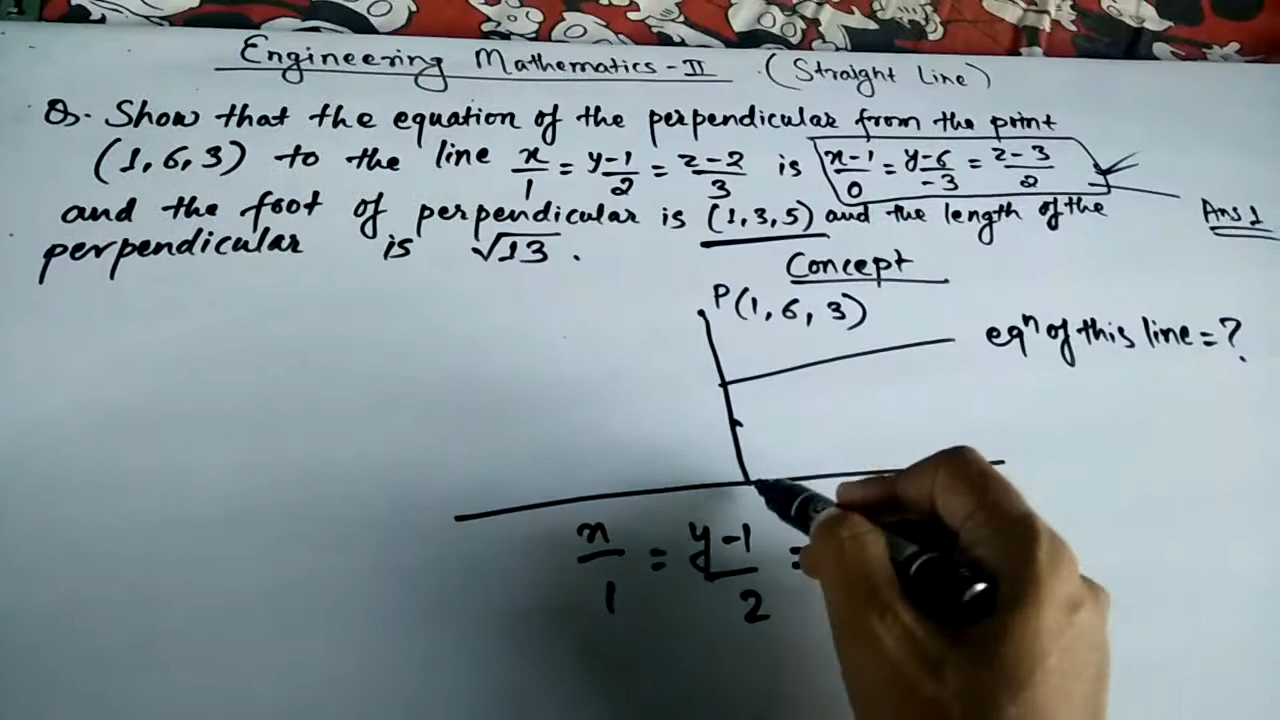 Engineering Mathematics-II (Straight Line)
Q. Show that the equation of the perpendicular from the point
(1,6,3) to the line x/1 = y-1/2 = z-2/3 is x-1/0 = y-6/-3 = z-3/2
and the foot of perpendicular is (1,3,5) and the length of the
perpendicular is √13.
Ans 1
Concept
P(1,6,3)
eqⁿ of this line = ?
x/1 = y-1/2 =